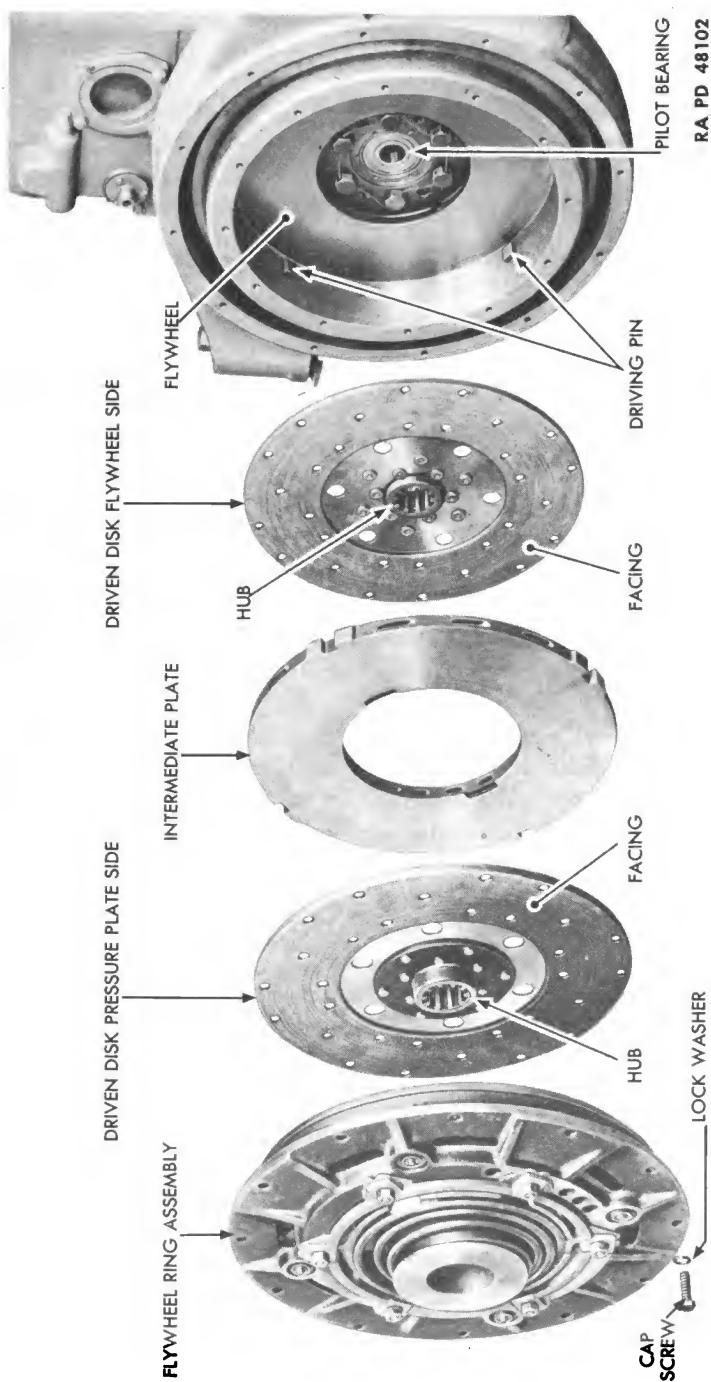 FLYWHEEL RING ASSEMBLY
DRIVEN DISK PRESSURE PLATE SIDE
INTERMEDIATE PLATE
DRIVEN DISK FLYWHEEL SIDE
FLYWHEEL
HUB
CAP
SCREW
LOCK WASHER
HUB
FACING
FACING
DRIVING PIN
PILOT BEARING
RA PD 48102